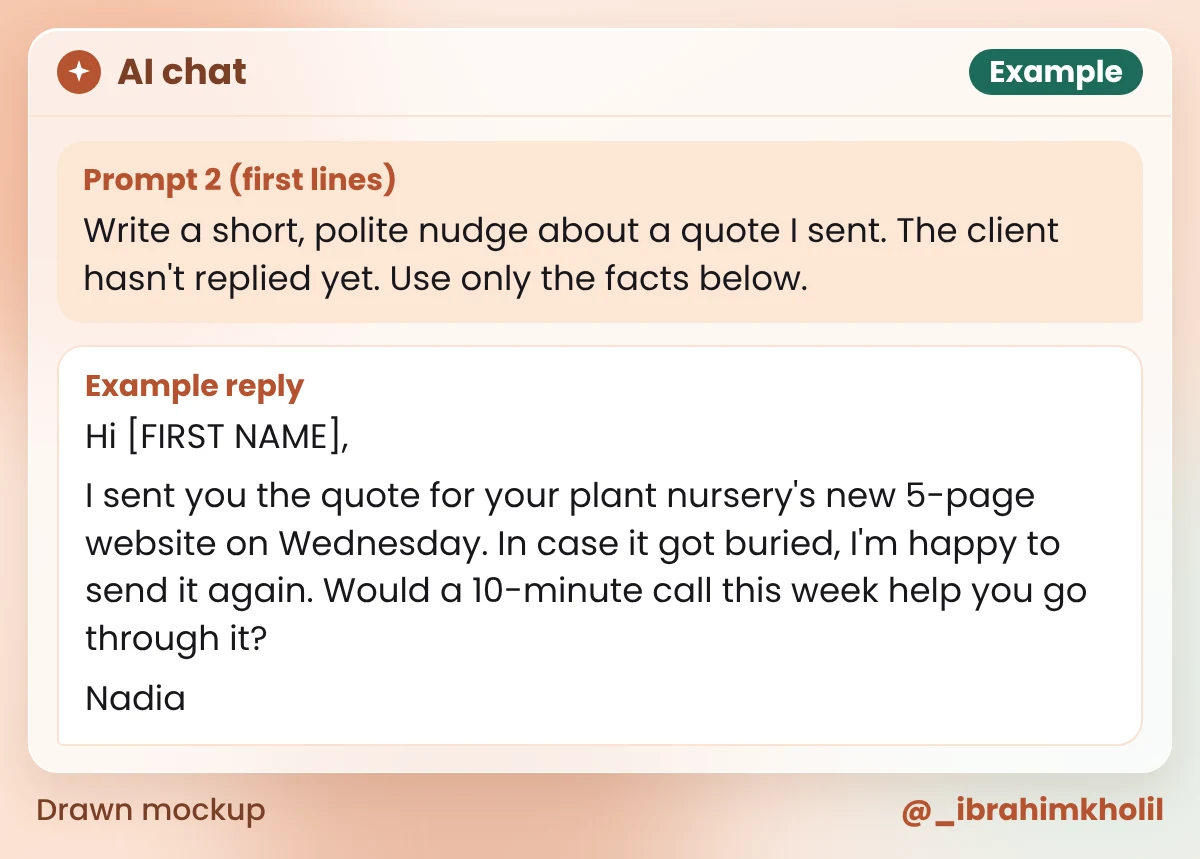 AI chat
Example
Prompt 2 (first lines)
Write a short, polite nudge about a quote I sent. The client
hasn't replied yet. Use only the facts below.
Example reply
Hi [FIRST NAME],
I sent you the quote for your plant nursery's new 5-page
website on Wednesday. In case it got buried, I'm happy to
send it again. Would a 10-minute call this week help you go
through it?
Nadia
Drawn mockup
@_ibrahimkholil